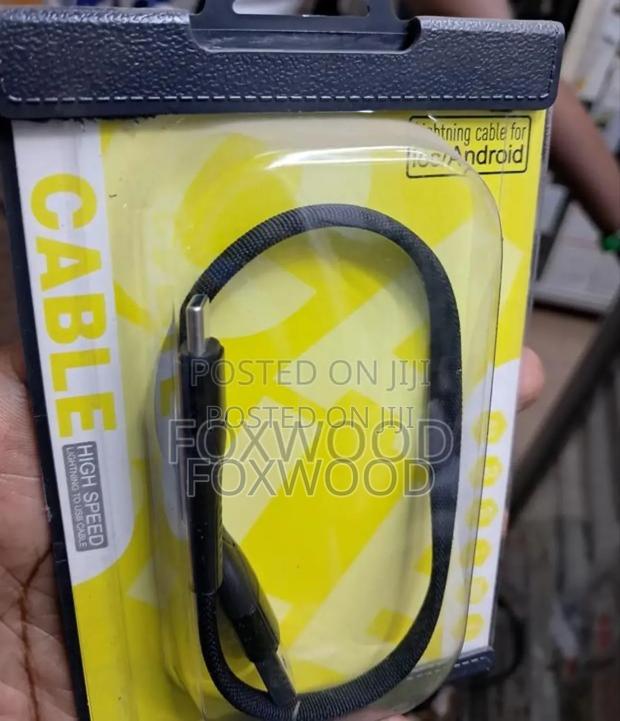 Lightning cable for
Ios/Android
CABLE
HIGH SPEED
LIGHTNING TO USB CABLE
POSTED ON JIJI
POSTED ON JIJI
FOXWOOD
FOXWOOD